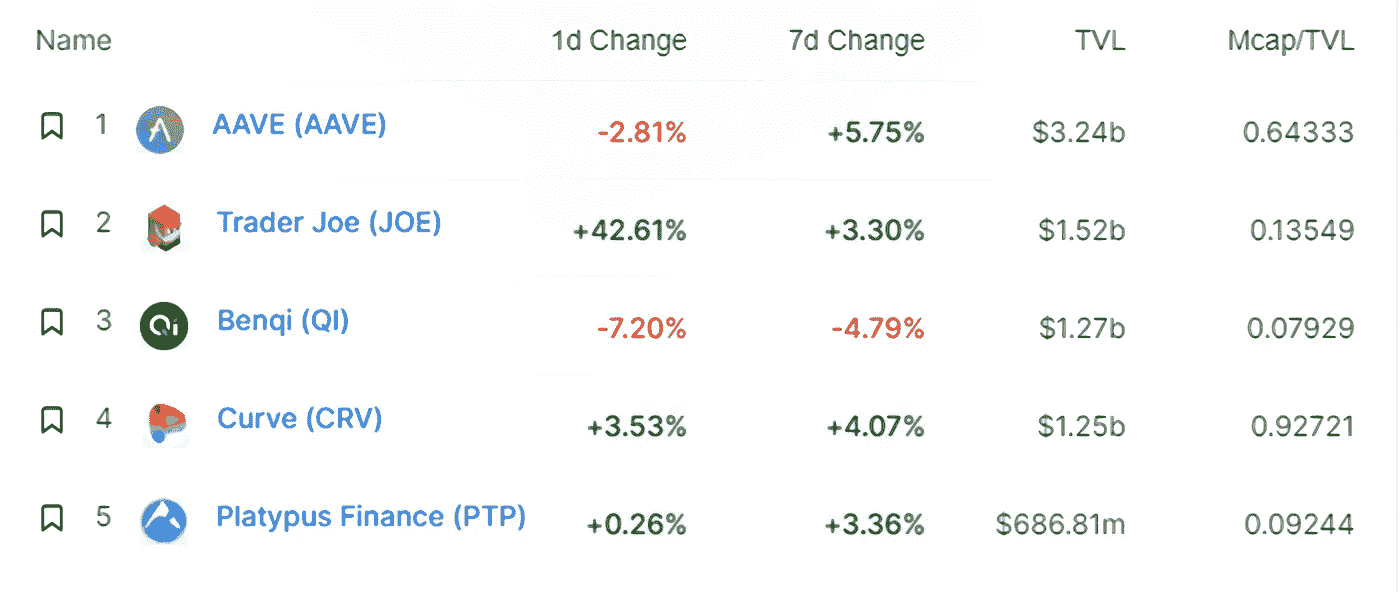 Name 1d Change 7d Change TVL Mcap/TVL
1 AAVE (AAVE) -2.81% +5.75% $3.24b 0.64333
2 Trader Joe (JOE) +42.61% +3.30% $1.52b 0.13549
3 Qi Benqi (QI) -7.20% -4.79% $1.27b 0.07929
4 Curve (CRV) +3.53% +4.07% $1.25b 0.92721
5 Platypus Finance (PTP) +0.26% +3.36% $686.81m 0.09244